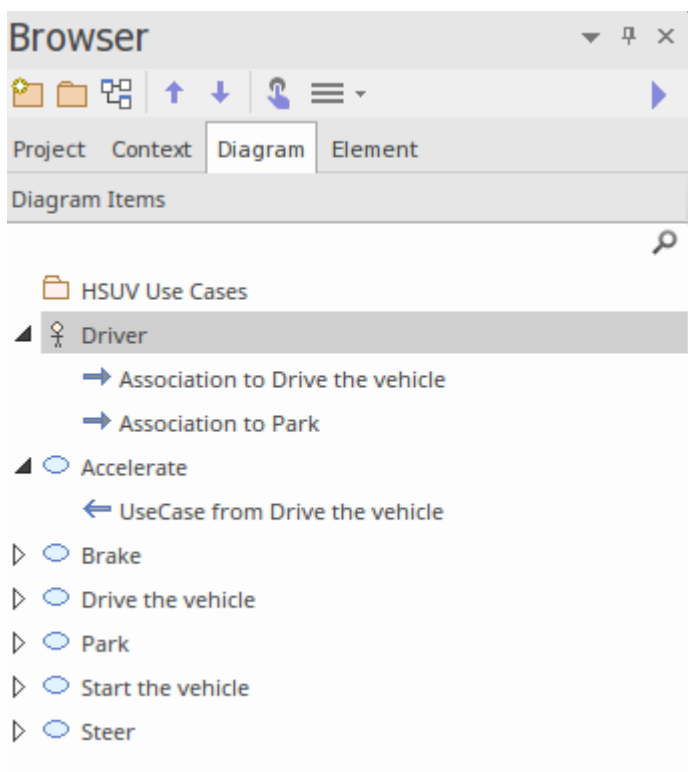 Browser
Project Context Diagram Element
Diagram Items
HSUV Use Cases
Driver
Association to Drive the vehicle
Association to Park
Accelerate
UseCase from Drive the vehicle
Brake
Drive the vehicle
Park
Start the vehicle
Steer